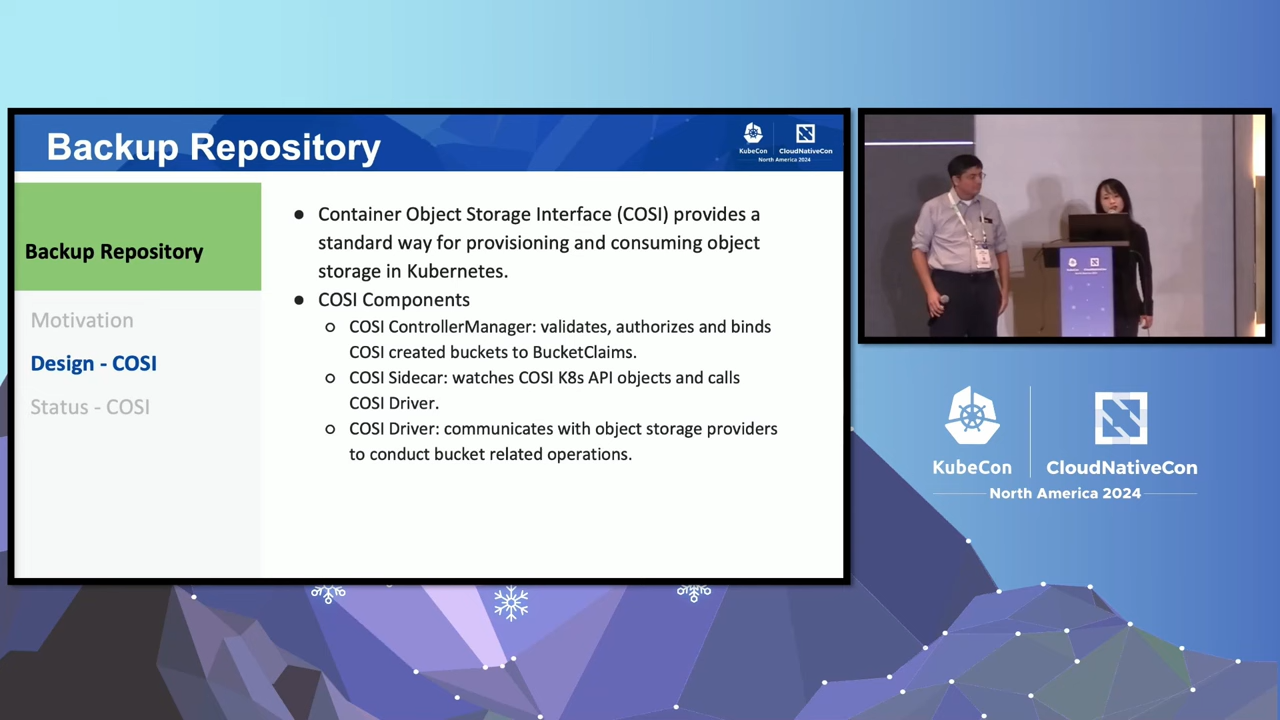 Backup Repository
KubeCon
CloudNativeCon
North America 2024
Backup Repository
Motivation
Design - COSI
Status - COSI
● Container Object Storage Interface (COSI) provides a
standard way for provisioning and consuming object
storage in Kubernetes.
● COSI Components
○ COSI ControllerManager: validates, authorizes and binds
COSI created buckets to BucketClaims.
○ COSI Sidecar: watches COSI K8s API objects and calls
COSI Driver.
○ COSI Driver: communicates with object storage providers
to conduct bucket related operations.
KubeCon
CloudNativeCon
North America 2024